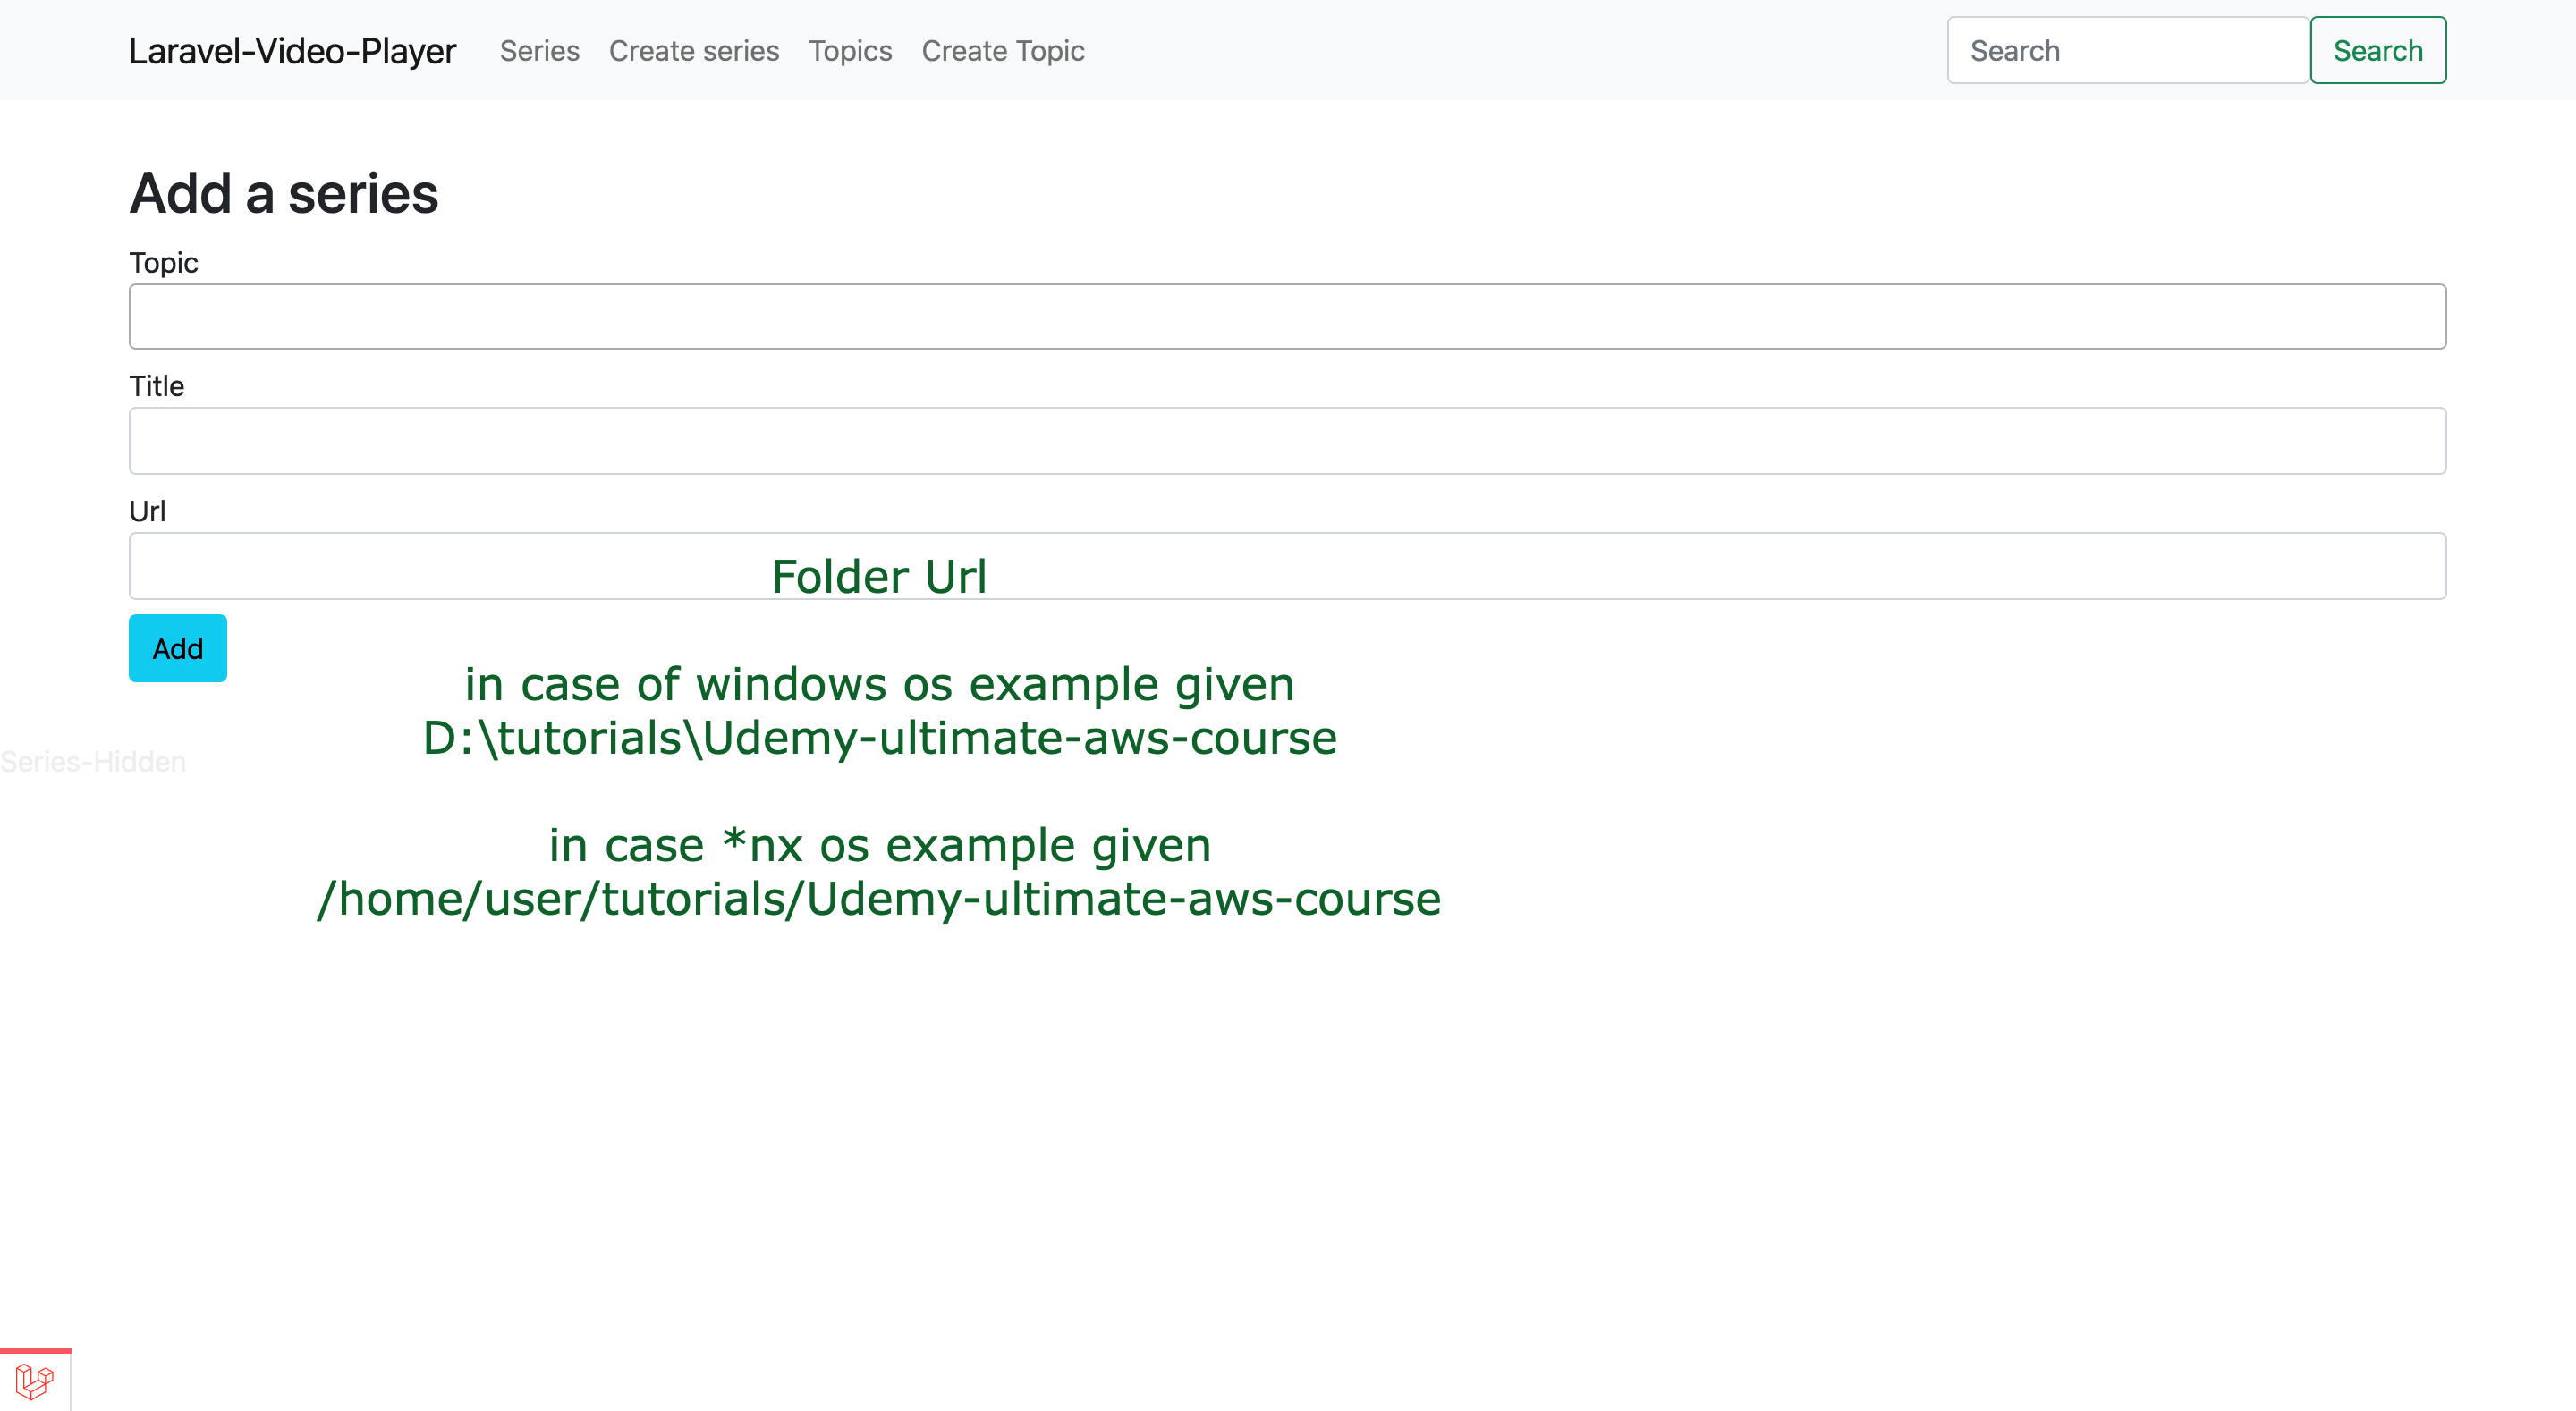 Laravel-Video-Player Series Create series Topics Create Topic Search Search
Add a series
Topic
Title
Url
Folder Url
Add
in case of windows os example given
D:\tutorials\Udemy-ultimate-aws-course
Series-Hidden
in case *nx os example given
/home/user/tutorials/Udemy-ultimate-aws-course